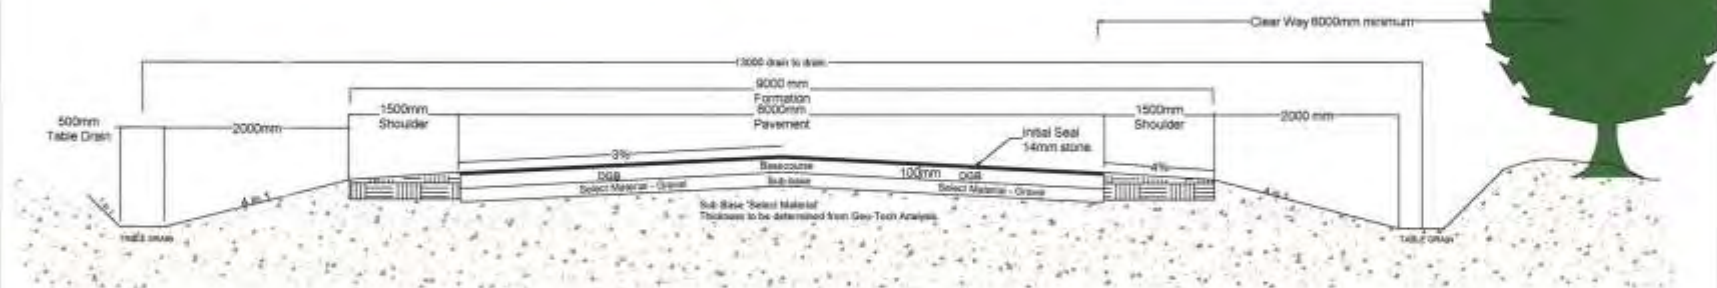 Clear Way 6000mm minimum
13000 drain to drain
9000 mm
Formation
500mm
Table Drain
2000mm
1500mm
Shoulder
6000mm
Pavement
1500mm
Shoulder
2000 mm
Initial Seal
14mm stone
3%
4%
Basecourse
DGB
100mm
DGB
Sub base
Select Material - Gravel
Select Material - Gravel
4 in 1
4 in 1
Sub Base 'Select Material'
Thickness to be determined from Geo-Tech Analysis.
TABLE DRAIN
TABLE DRAIN